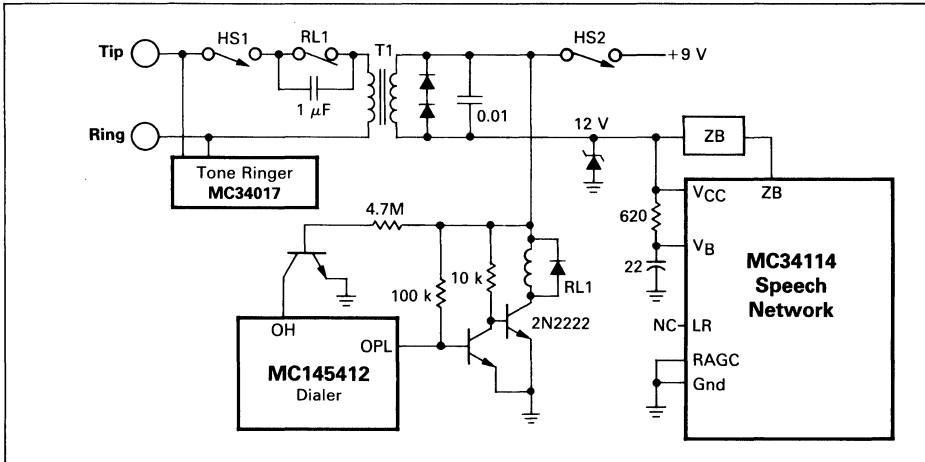 HS1
RL1
T1
HS2
Tip
+9 V
1 μF
0.01
12 V
Ring
ZB
Tone Ringer
MC34017
VCC
ZB
4.7M
620
VB
MC34114
Speech
Network
22
10 k
RL1
100 k
2N2222
NC
LR
OH
OPL
RAGC
MC145412
Dialer
Gnd